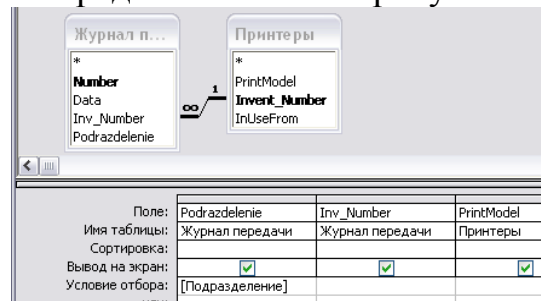 Журнал п... Принтеры
*
Number
Data
Inv_Number
Podrazdelenie
∞ 1
*
PrintModel
Invent_Number
InUseFrom
Поле: Podrazdelenie Inv_Number PrintModel
Имя таблицы: Журнал передачи Журнал передачи Принтеры
Сортировка:
Вывод на экран:
Условие отбора: [Подразделение]